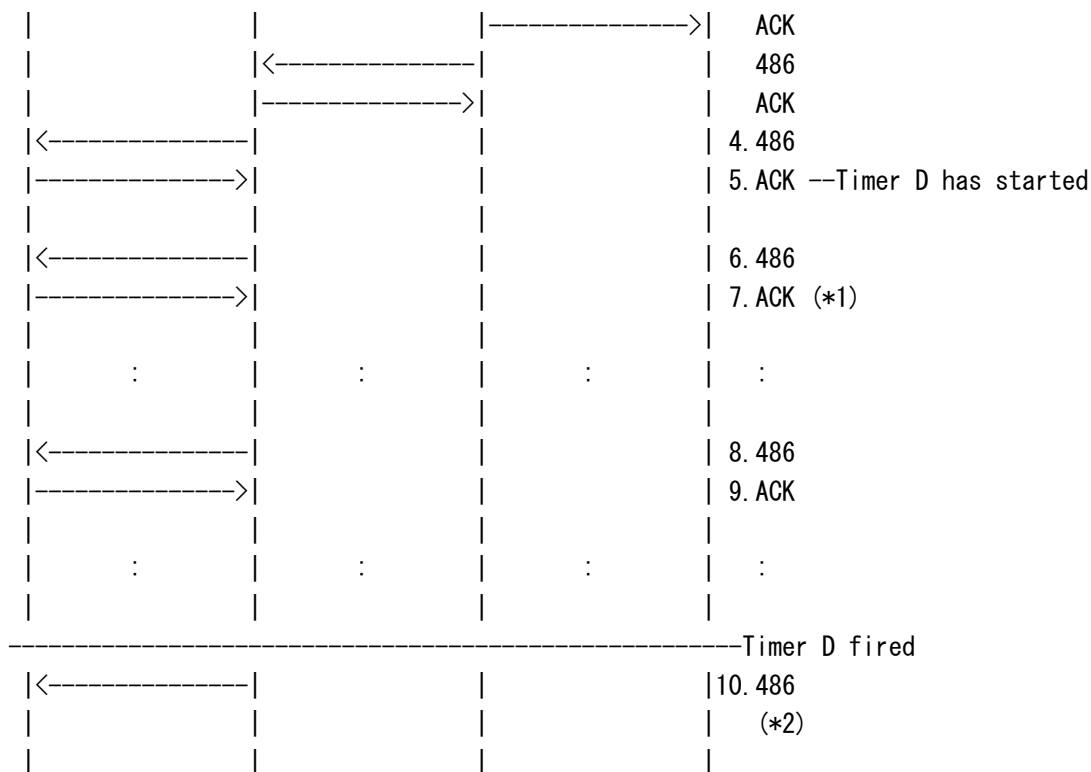 |                |                |--------------->|   ACK
|                |<---------------|                |   486
|                |--------------->|                |   ACK
|<---------------|                |                | 4.486
|--------------->|                |                | 5.ACK --Timer D has started
|                |                |                |
|<---------------|                |                | 6.486
|--------------->|                |                | 7.ACK (*1)
|                |                |                |
|       :        |       :        |       :        |   :
|                |                |                |
|<---------------|                |                | 8.486
|--------------->|                |                | 9.ACK
|                |                |                |
|       :        |       :        |       :        |   :
|                |                |                |
-------------------------------------------------------Timer D fired
|<---------------|                |                |10.486
|                |                |                |   (*2)
|                |                |                |